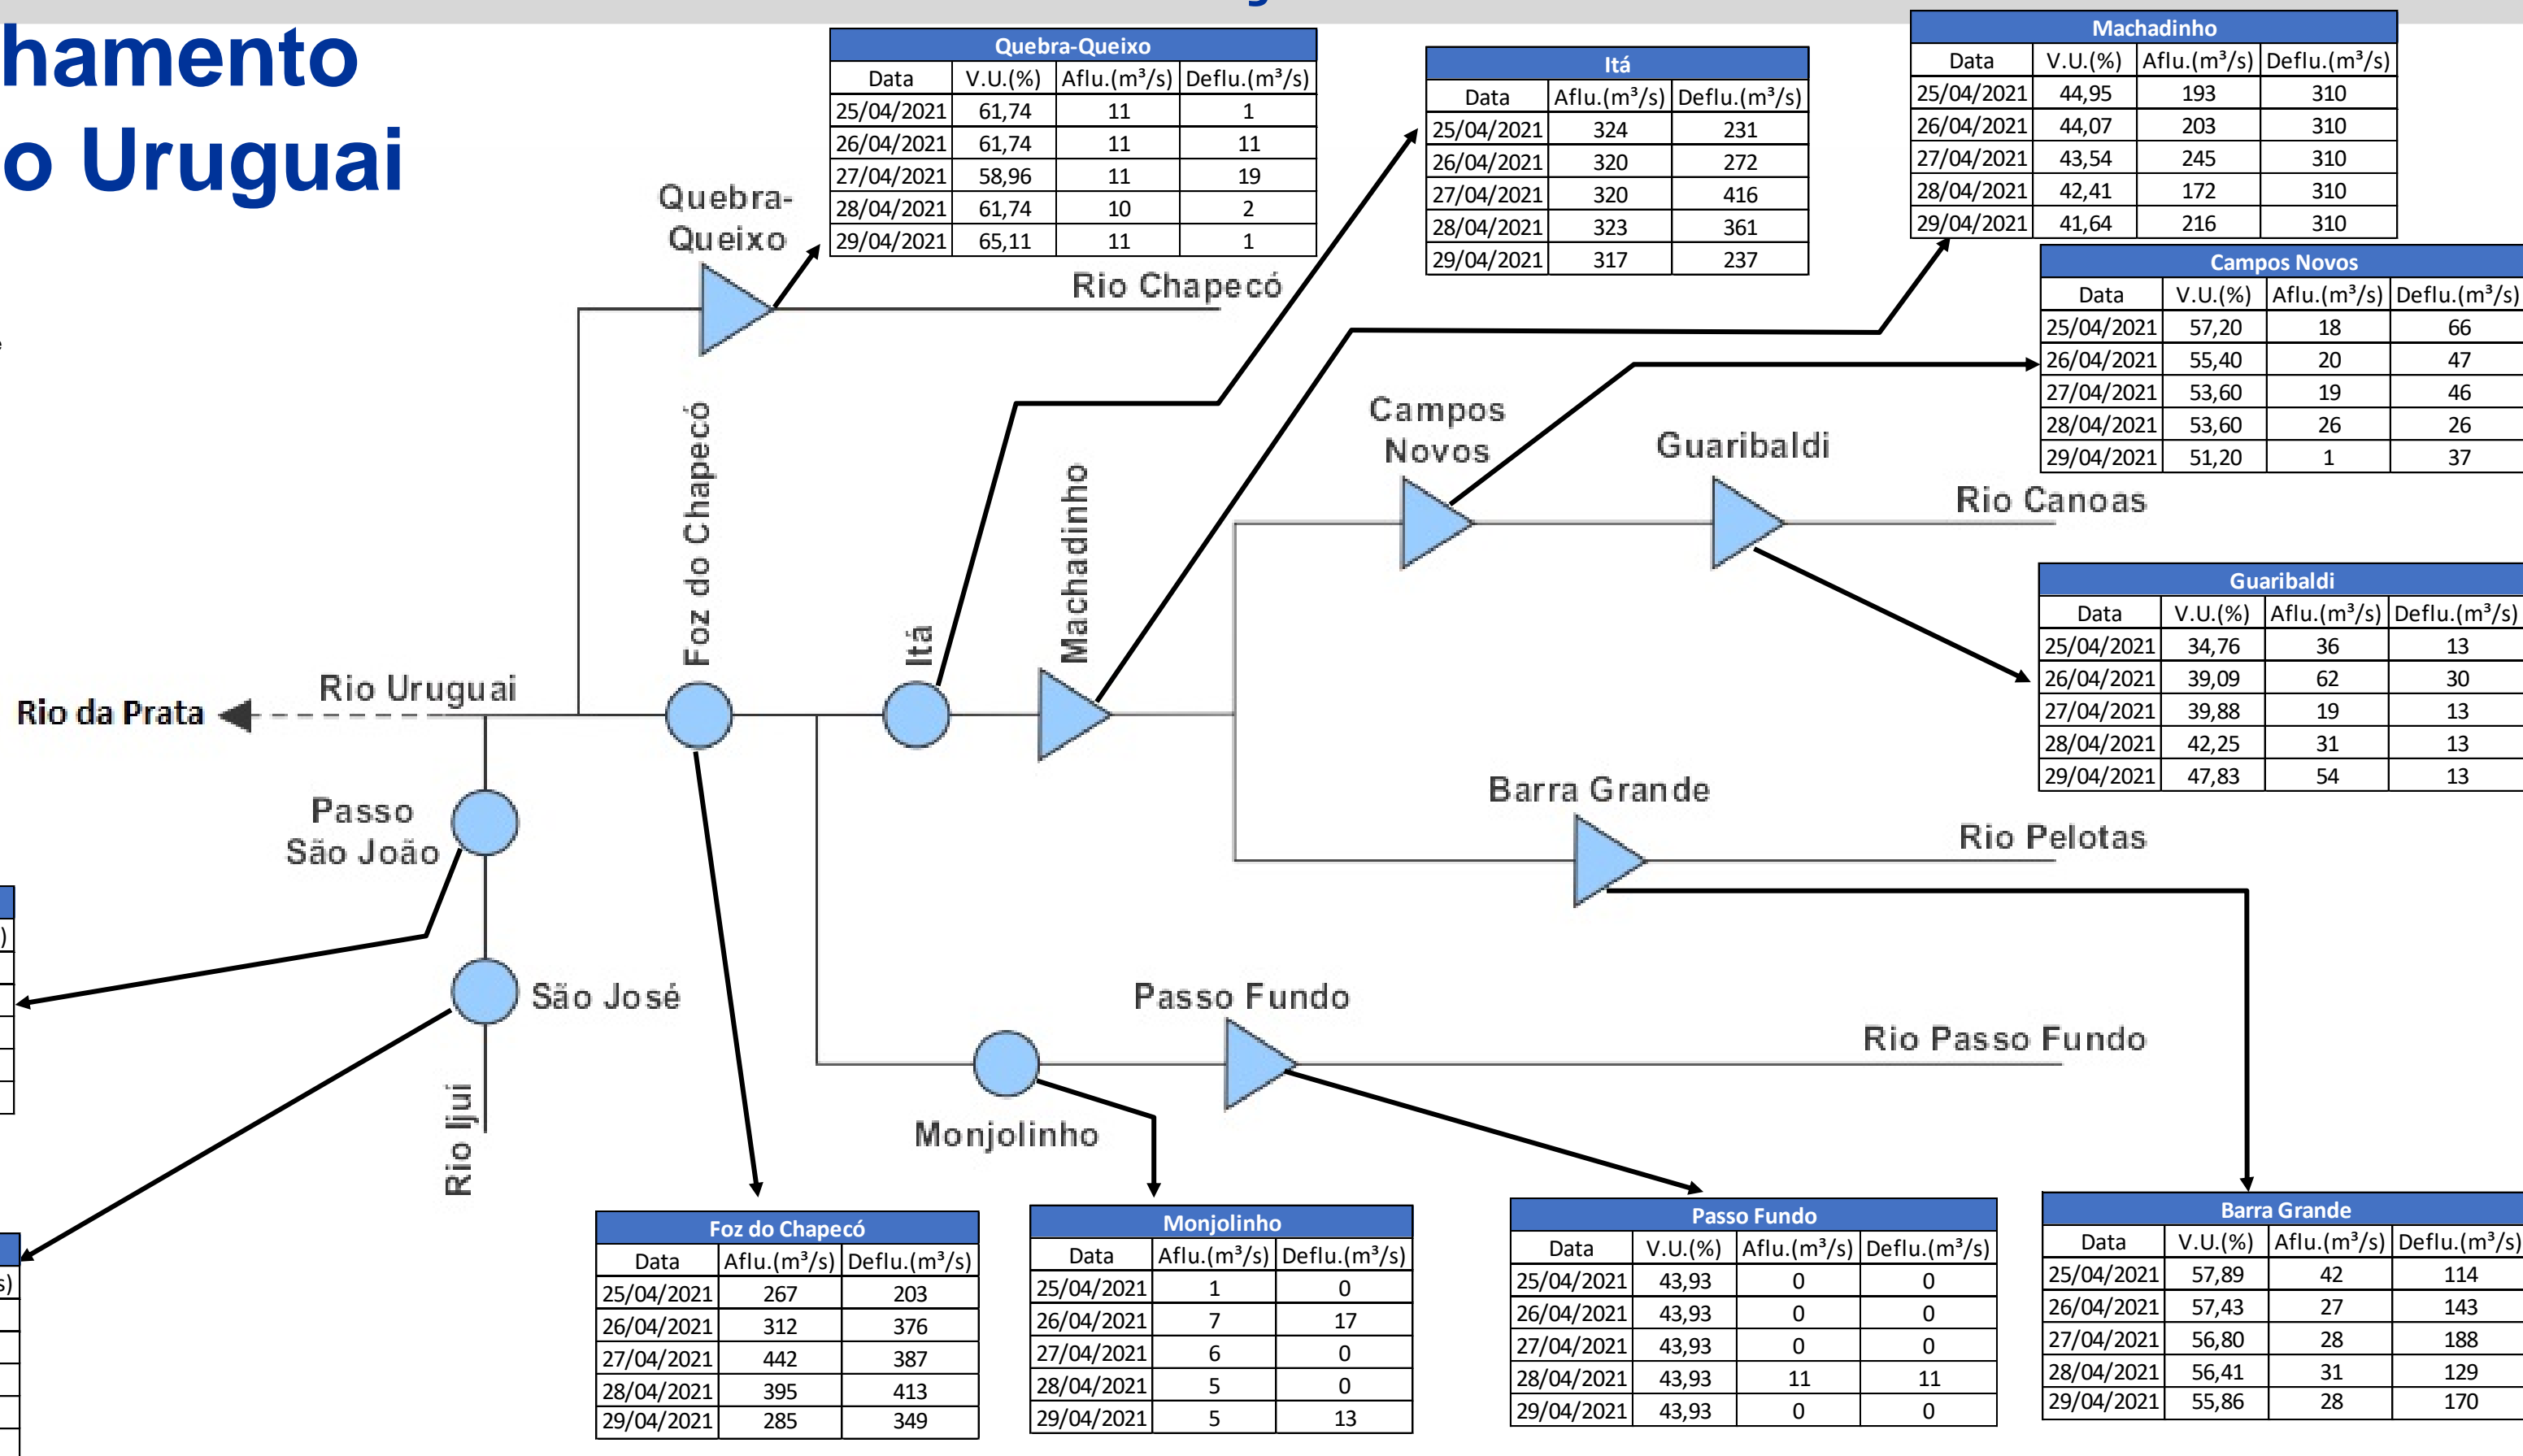 hamento
o Uruguai
Quebra-Queixo
Data V.U.(%) Aflu.(m³/s) Deflu.(m³/s)
25/04/2021 61,74 11 1
26/04/2021 61,74 11 11
27/04/2021 58,96 11 19
28/04/2021 61,74 10 2
29/04/2021 65,11 11 1
Itá
Data Aflu.(m³/s) Deflu.(m³/s)
25/04/2021 324 231
26/04/2021 320 272
27/04/2021 320 416
28/04/2021 323 361
29/04/2021 317 237
Machadinho
Data V.U.(%) Aflu.(m³/s) Deflu.(m³/s)
25/04/2021 44,95 193 310
26/04/2021 44,07 203 310
27/04/2021 43,54 245 310
28/04/2021 42,41 172 310
29/04/2021 41,64 216 310
Campos Novos
Data V.U.(%) Aflu.(m³/s) Deflu.(m³/s)
25/04/2021 57,20 18 66
26/04/2021 55,40 20 47
27/04/2021 53,60 19 46
28/04/2021 53,60 26 26
29/04/2021 51,20 1 37
Quebra-
Queixo
Rio Chapecó
Foz do Chapecó
Itá
Machadinho
Campos
Novos
Guaribaldi
Rio Canoas
Guaribaldi
Data V.U.(%) Aflu.(m³/s) Deflu.(m³/s)
25/04/2021 34,76 36 13
26/04/2021 39,09 62 30
27/04/2021 39,88 19 13
28/04/2021 42,25 31 13
29/04/2021 47,83 54 13
Rio da Prata
Rio Uruguai
Passo
São João
Barra Grande
Rio Pelotas
São José
Rio Ijui
Passo Fundo
Rio Passo Fundo
Monjolinho
Foz do Chapecó
Data Aflu.(m³/s) Deflu.(m³/s)
25/04/2021 267 203
26/04/2021 312 376
27/04/2021 442 387
28/04/2021 395 413
29/04/2021 285 349
Monjolinho
Data Aflu.(m³/s) Deflu.(m³/s)
25/04/2021 1 0
26/04/2021 7 17
27/04/2021 6 0
28/04/2021 5 0
29/04/2021 5 13
Passo Fundo
Data V.U.(%) Aflu.(m³/s) Deflu.(m³/s)
25/04/2021 43,93 0 0
26/04/2021 43,93 0 0
27/04/2021 43,93 0 0
28/04/2021 43,93 11 11
29/04/2021 43,93 0 0
Barra Grande
Data V.U.(%) Aflu.(m³/s) Deflu.(m³/s)
25/04/2021 57,89 42 114
26/04/2021 57,43 27 143
27/04/2021 56,80 28 188
28/04/2021 56,41 31 129
29/04/2021 55,86 28 170